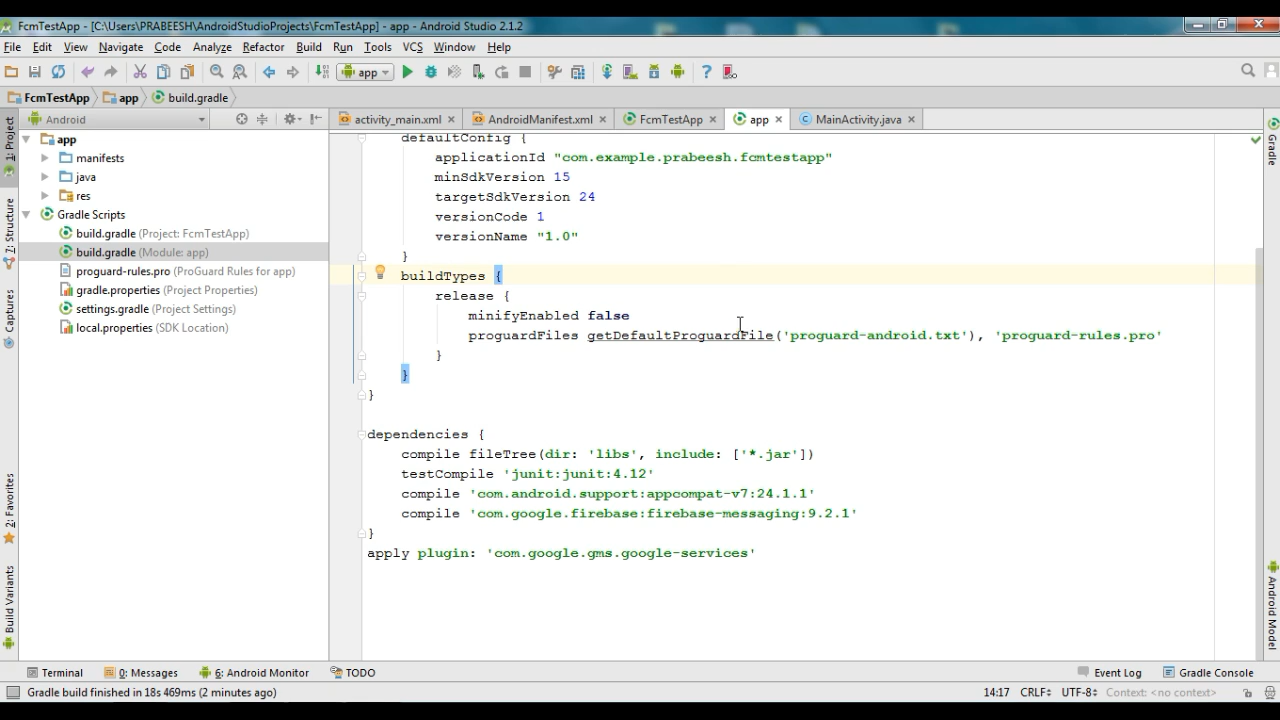 FcmTestApp - [C:\Users\PRABEESH\AndroidStudioProjects\FcmTestApp] - app - Android Studio 2.1.2
File Edit View Navigate Code Analyze Refactor Build Run Tools VCS Window Help
app
FcmTestApp app build.gradle
Android activity_main.xml AndroidManifest.xml FcmTestApp app MainActivity.java
1: Project
7: Structure
Captures
2: Favorites
Build Variants
app
manifests
java
res
Gradle Scripts
build.gradle (Project: FcmTestApp)
build.gradle (Module: app)
proguard-rules.pro (ProGuard Rules for app)
gradle.properties (Project Properties)
settings.gradle (Project Settings)
local.properties (SDK Location)
defaultConfig {
applicationId "com.example.prabeesh.fcmtestapp"
minSdkVersion 15
targetSdkVersion 24
versionCode 1
versionName "1.0"
}
buildTypes {
release {
minifyEnabled false
proguardFiles getDefaultProguardFile('proguard-android.txt'), 'proguard-rules.pro'
}
}
}
dependencies {
compile fileTree(dir: 'libs', include: ['*.jar'])
testCompile 'junit:junit:4.12'
compile 'com.android.support:appcompat-v7:24.1.1'
compile 'com.google.firebase:firebase-messaging:9.2.1'
}
apply plugin: 'com.google.gms.google-services'
Gradle
Android Model
Terminal 0: Messages 6: Android Monitor TODO Event Log Gradle Console
Gradle build finished in 18s 469ms (2 minutes ago) 14:17 CRLF UTF-8 Context: <no context>